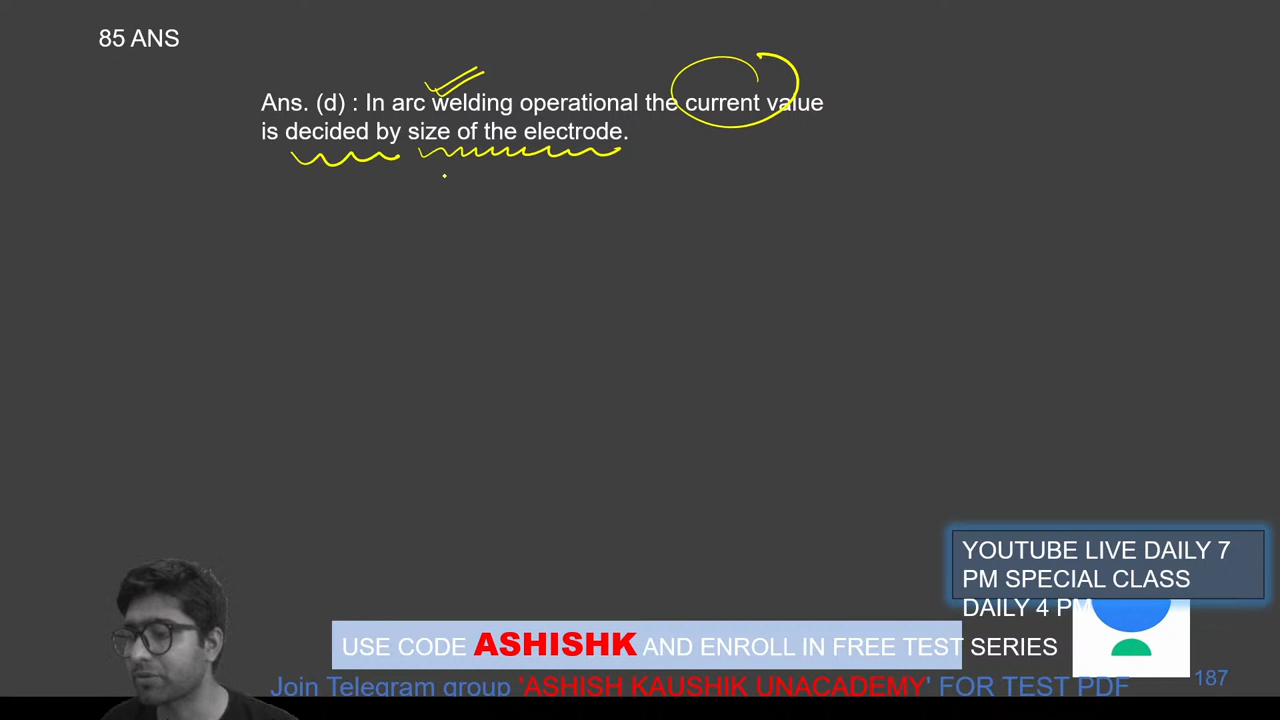 85 ANS
Ans. (d) : In arc welding operational the current value
is decided by size of the electrode.
YOUTUBE LIVE DAILY 7
PM SPECIAL CLASS
DAILY 4 PM
USE CODE ASHISHK AND ENROLL IN FREE TEST SERIES
Join Telegram group 'ASHISH KAUSHIK UNACADEMY' FOR TEST PDF
187